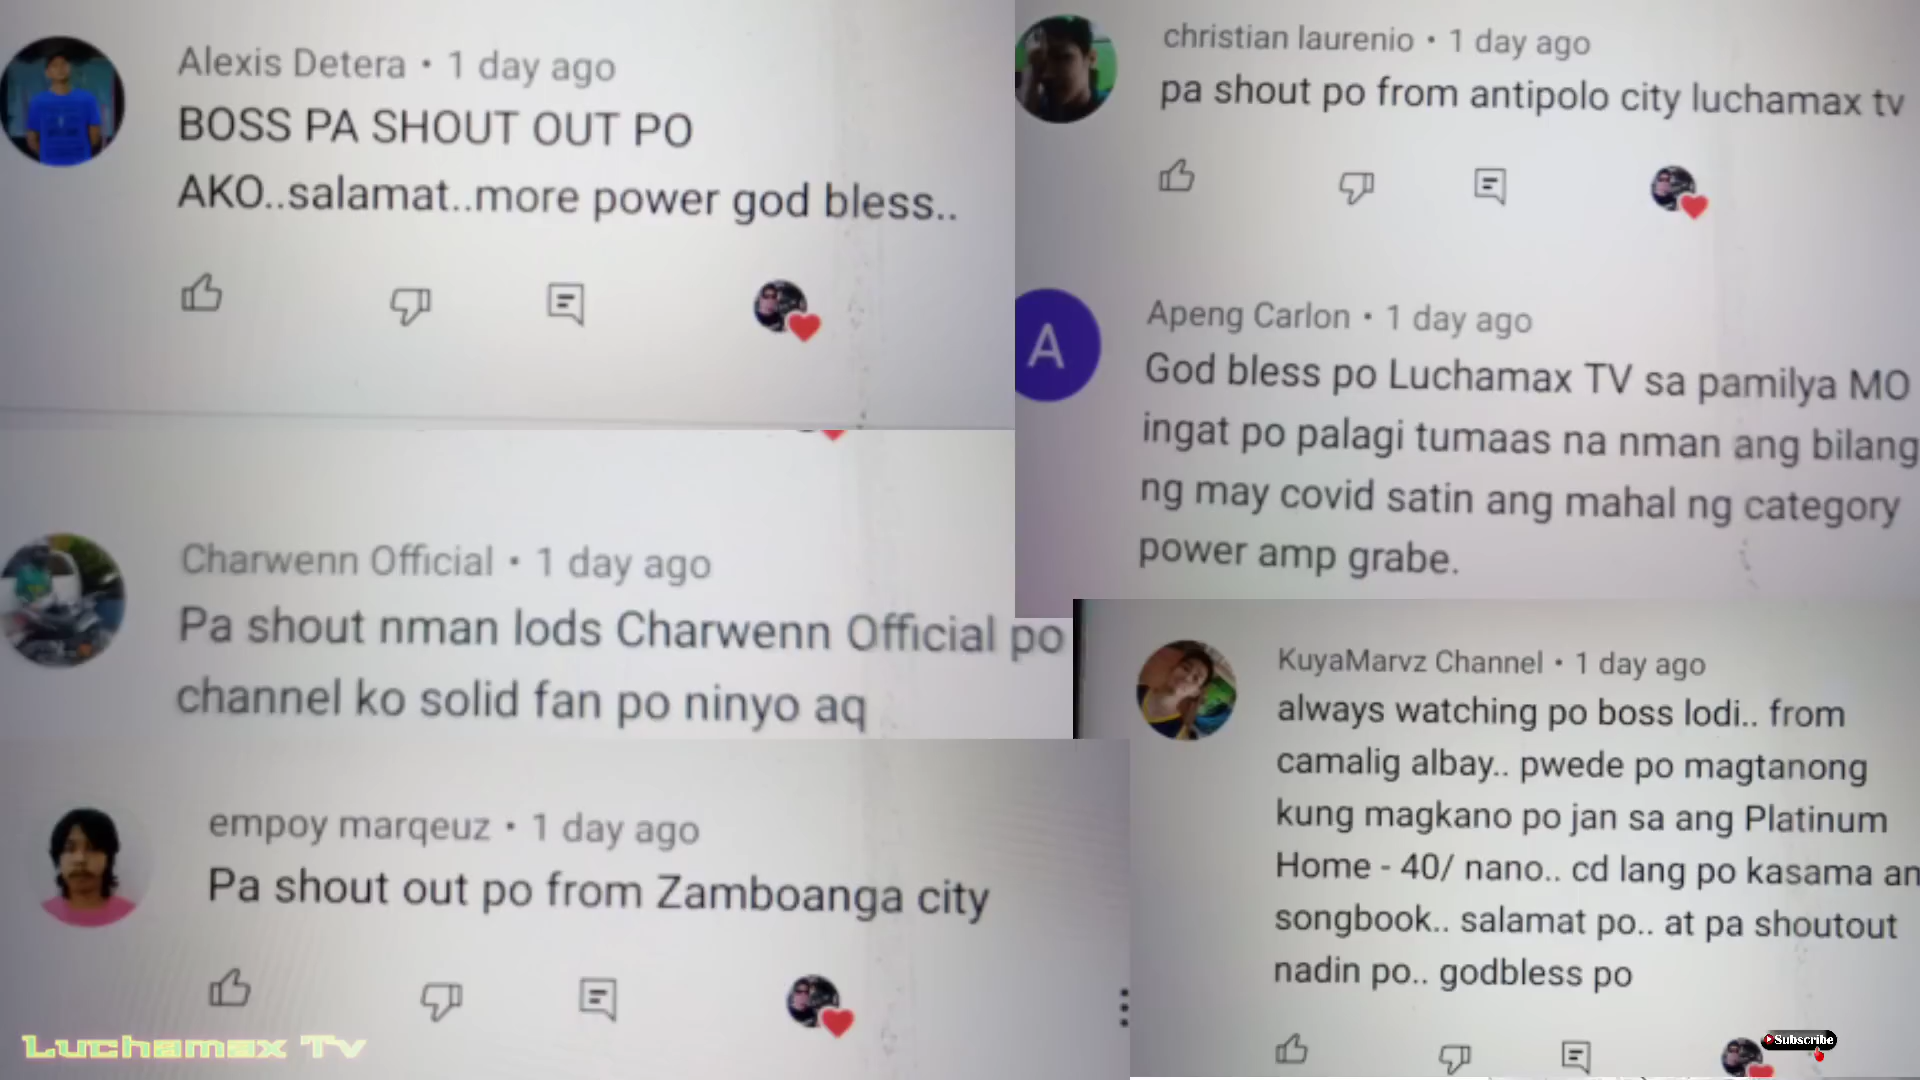 Alexis Detera • 1 day ago
BOSS PA SHOUT OUT PO
AKO..salamat..more power god bless..
Charwenn Official • 1 day ago
Pa shout nman lods Charwenn Official po
channel ko solid fan po ninyo aq
empoy marqeuz • 1 day ago
Pa shout out po from Zamboanga city
Luchamax Tv
christian laurenio • 1 day ago
pa shout po from antipolo city luchamax tv
A
Apeng Carlon • 1 day ago
God bless po Luchamax TV sa pamilya MO
ingat po palagi tumaas na nman ang bilang
ng may covid satin ang mahal ng category
power amp grabe.
KuyaMarvz Channel • 1 day ago
always watching po boss lodi.. from
camalig albay.. pwede po magtanong
kung magkano po jan sa ang Platinum
Home - 40/ nano.. cd lang po kasama an
songbook.. salamat po.. at pa shoutout
nadin po.. godbless po
Subscribe